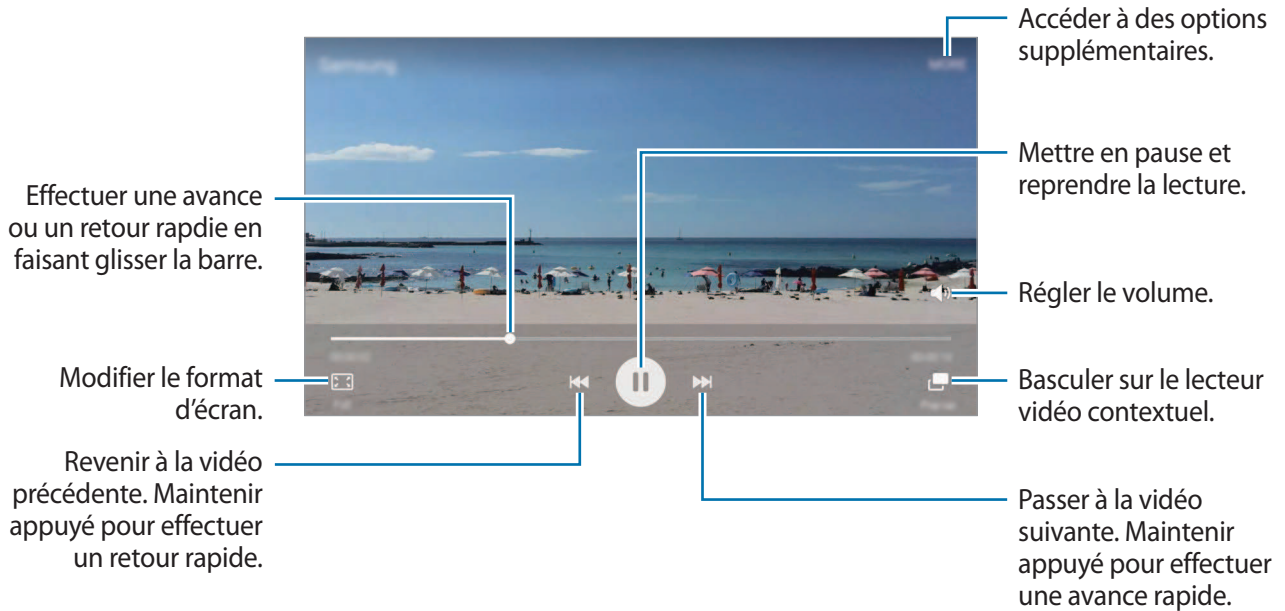 Accéder à des options
supplémentaires.
Mettre en pause et
reprendre la lecture.
Effectuer une avance
ou un retour rapdie en
faisant glisser la barre.
Régler le volume.
Modifier le format
d'écran.
Basculer sur le lecteur
vidéo contextuel.
Revenir à la vidéo
précédente. Maintenir
appuyé pour effectuer
un retour rapide.
Passer à la vidéo
suivante. Maintenir
appuyé pour effectuer
une avance rapide.